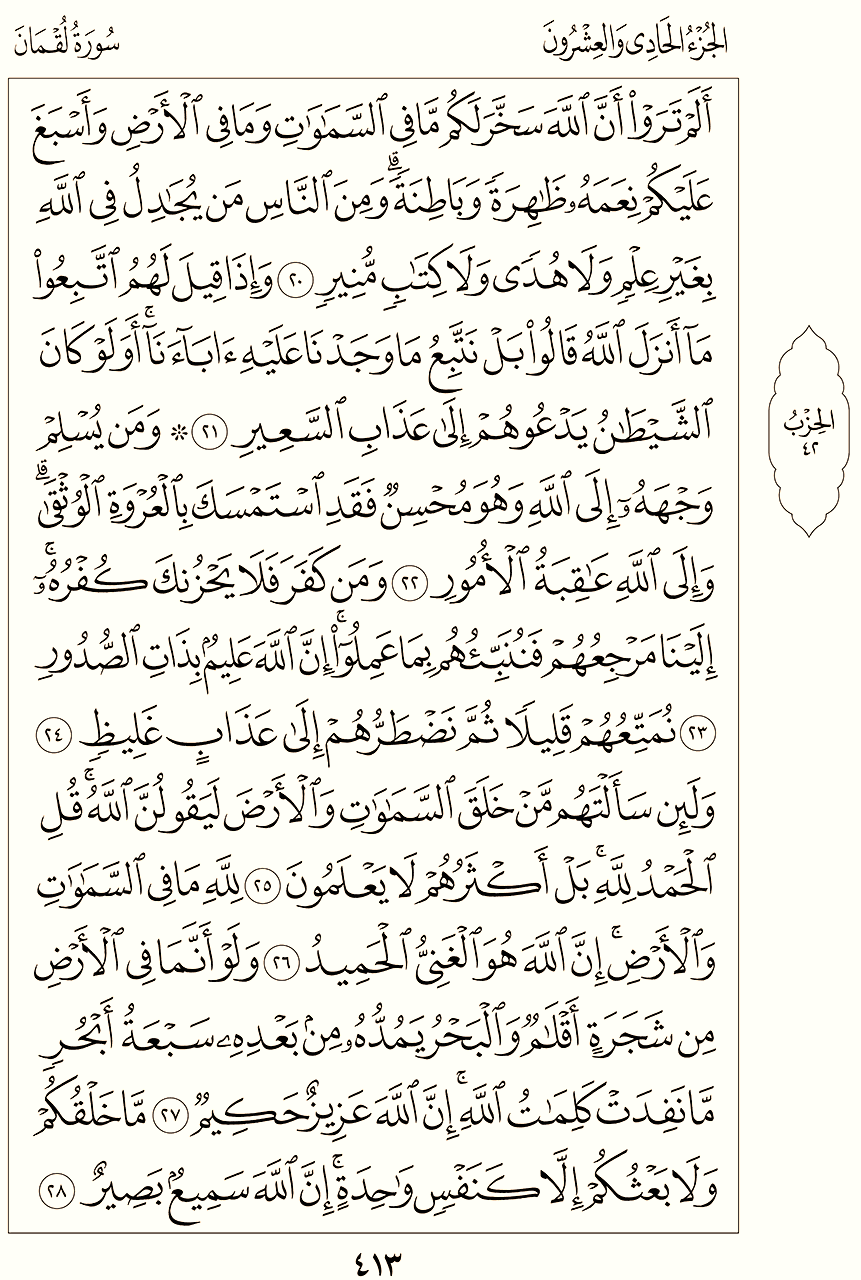 الجُزْءُ الحَادِي وَالعِشْرُونَ
سُورَةُ لُقْمَانَ
أَلَمْ تَرَوْا۟ أَنَّ ٱللَّهَ سَخَّرَ لَكُم مَّا فِى ٱلسَّمَٰوَٰتِ وَمَا فِى ٱلْأَرْضِ وَأَسْبَغَ
عَلَيْكُمْ نِعَمَهُۥ ظَٰهِرَةً وَبَاطِنَةً ۗ وَمِنَ ٱلنَّاسِ مَن يُجَٰدِلُ فِى ٱللَّهِ
بِغَيْرِ عِلْمٍ وَلَا هُدًى وَلَا كِتَٰبٍ مُّنِيرٍ ٢٠ وَإِذَا قِيلَ لَهُمُ ٱتَّبِعُوا۟
مَآ أَنزَلَ ٱللَّهُ قَالُوا۟ بَلْ نَتَّبِعُ مَا وَجَدْنَا عَلَيْهِ ءَابَآءَنَآ ۚ أَوَلَوْ كَانَ
ٱلشَّيْطَٰنُ يَدْعُوهُمْ إِلَىٰ عَذَابِ ٱلسَّعِيرِ ٢١ ۞ وَمَن يُسْلِمْ
وَجْهَهُۥٓ إِلَى ٱللَّهِ وَهُوَ مُحْسِنٌ فَقَدِ ٱسْتَمْسَكَ بِٱلْعُرْوَةِ ٱلْوُثْقَىٰ ۗ
وَإِلَى ٱللَّهِ عَٰقِبَةُ ٱلْأُمُورِ ٢٢ وَمَن كَفَرَ فَلَا يَحْزُنكَ كُفْرُهُۥٓ ۚ
إِلَيْنَا مَرْجِعُهُمْ فَنُنَبِّئُهُم بِمَا عَمِلُوٓا۟ ۚ إِنَّ ٱللَّهَ عَلِيمٌۢ بِذَاتِ ٱلصُّدُورِ
٢٣ نُمَتِّعُهُمْ قَلِيلًا ثُمَّ نَضْطَرُّهُمْ إِلَىٰ عَذَابٍ غَلِيظٍ ٢٤
وَلَئِن سَأَلْتَهُم مَّنْ خَلَقَ ٱلسَّمَٰوَٰتِ وَٱلْأَرْضَ لَيَقُولُنَّ ٱللَّهُ ۚ قُلِ
ٱلْحَمْدُ لِلَّهِ ۚ بَلْ أَكْثَرُهُمْ لَا يَعْلَمُونَ ٢٥ لِلَّهِ مَا فِى ٱلسَّمَٰوَٰتِ
وَٱلْأَرْضِ ۚ إِنَّ ٱللَّهَ هُوَ ٱلْغَنِىُّ ٱلْحَمِيدُ ٢٦ وَلَوْ أَنَّمَا فِى ٱلْأَرْضِ
مِن شَجَرَةٍ أَقْلَٰمٌ وَٱلْبَحْرُ يَمُدُّهُۥ مِنۢ بَعْدِهِۦ سَبْعَةُ أَبْحُرٍ
مَّا نَفِدَتْ كَلِمَٰتُ ٱللَّهِ ۚ إِنَّ ٱللَّهَ عَزِيزٌ حَكِيمٌ ٢٧ مَّا خَلْقُكُمْ
وَلَا بَعْثُكُمْ إِلَّا كَنَفْسٍ وَٰحِدَةٍ ۗ إِنَّ ٱللَّهَ سَمِيعٌۢ بَصِيرٌ ٢٨
الحِزْبُ
٤٢
٤١٣